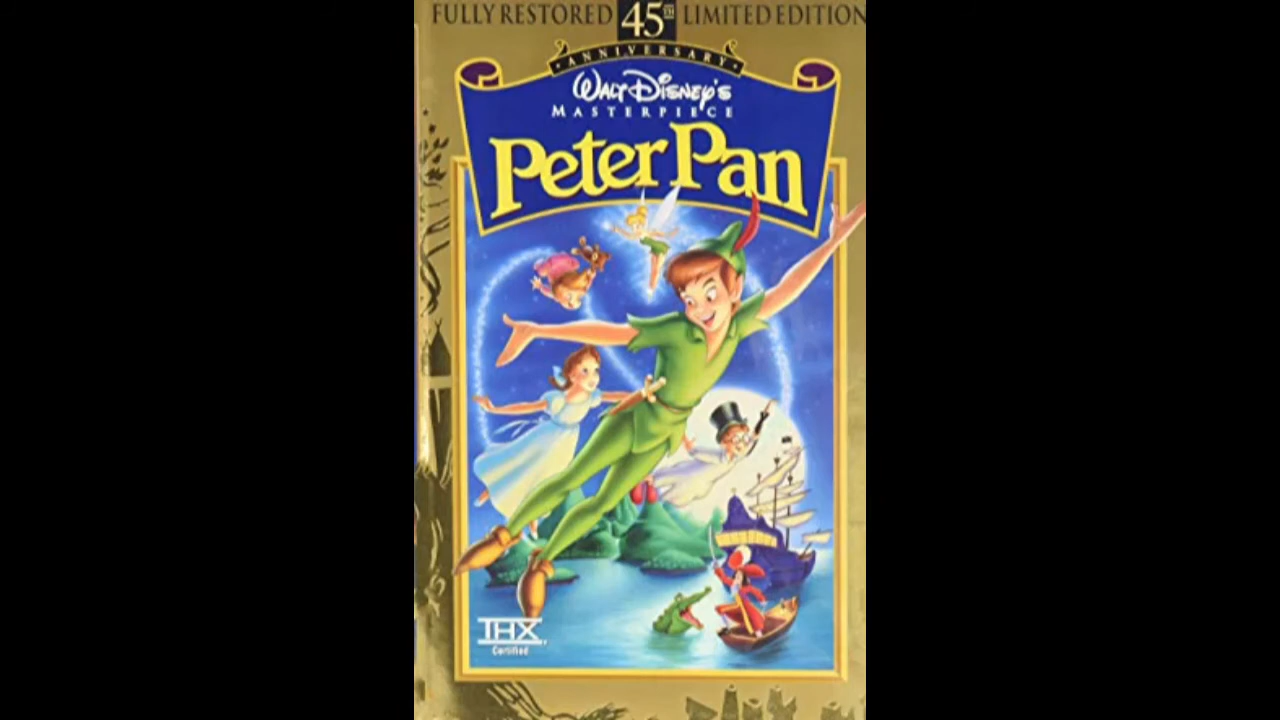 FULLY RESTORED 45TH LIMITED EDITION
ANNIVERSARY
WALT DISNEY'S
MASTERPIECE
Peter Pan
THX
Certified